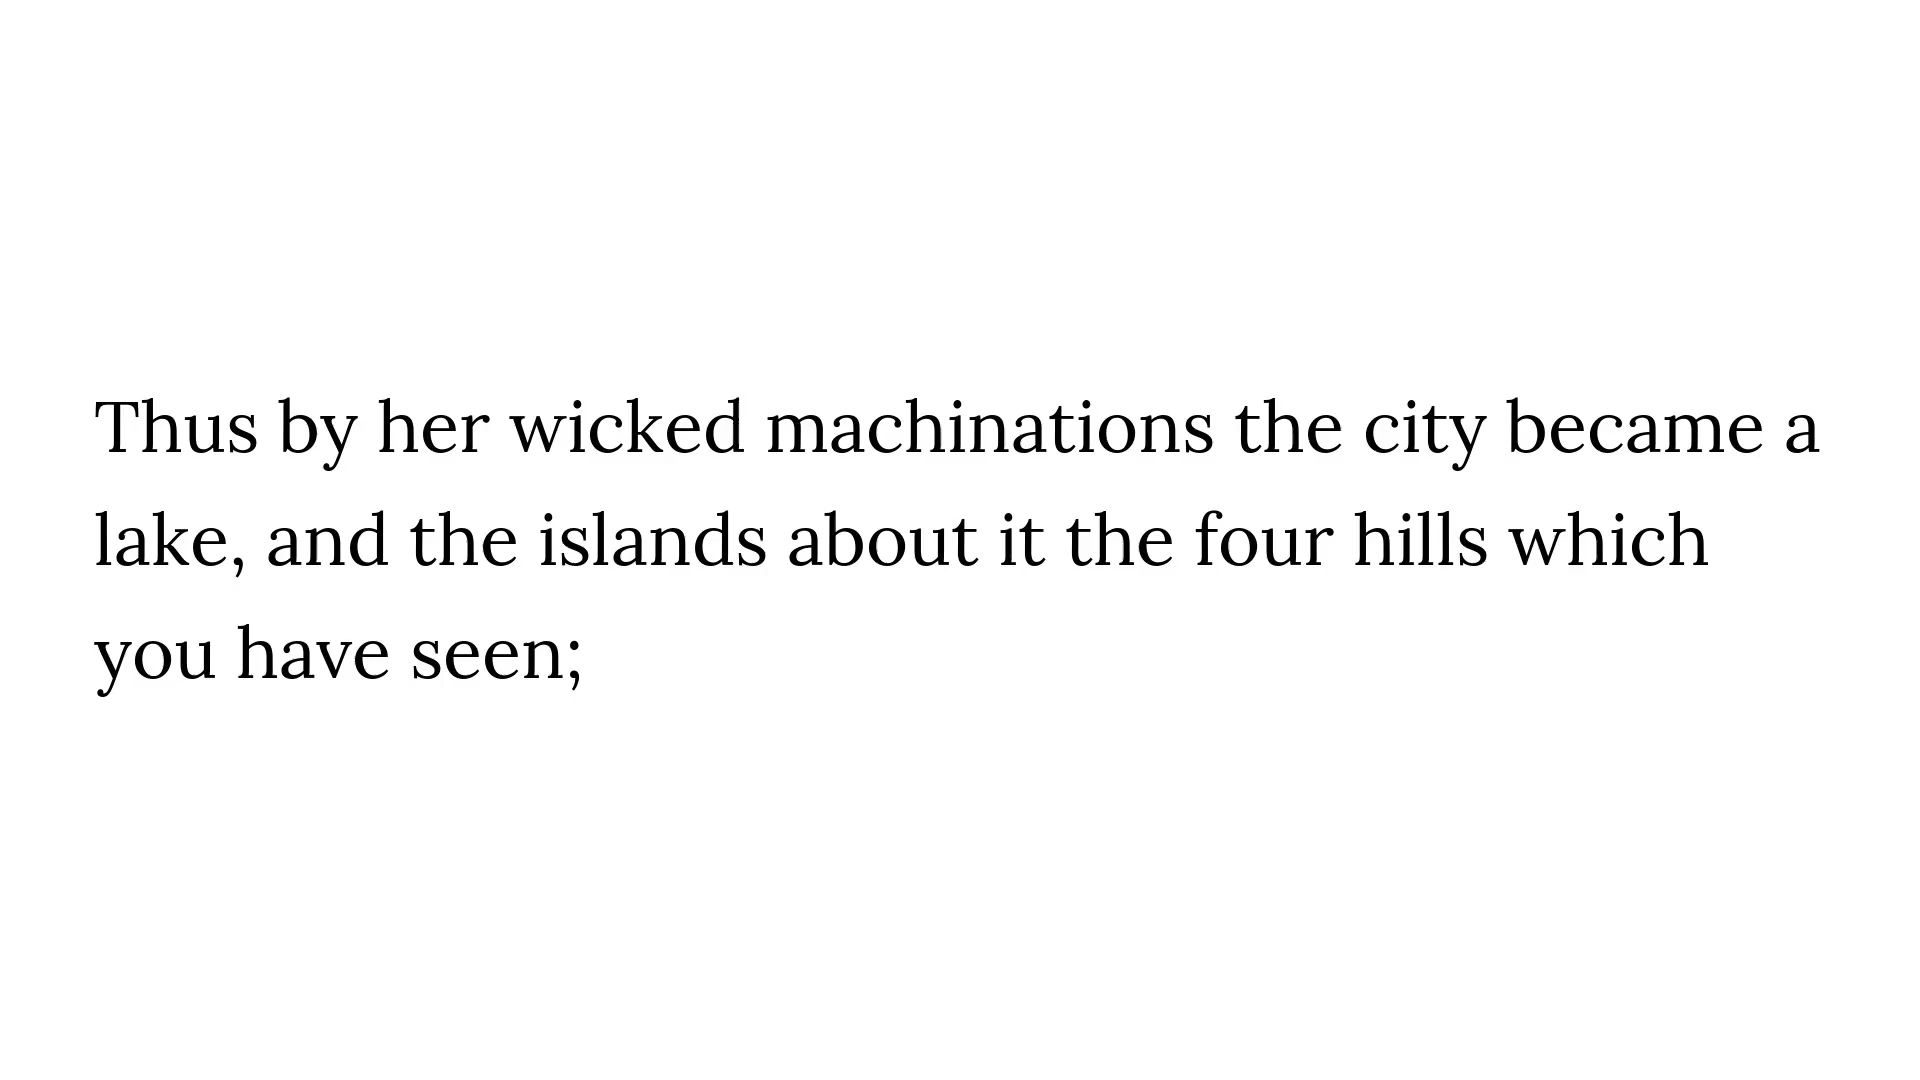 Thus by her wicked machinations the city became a
lake, and the islands about it the four hills which
you have seen;